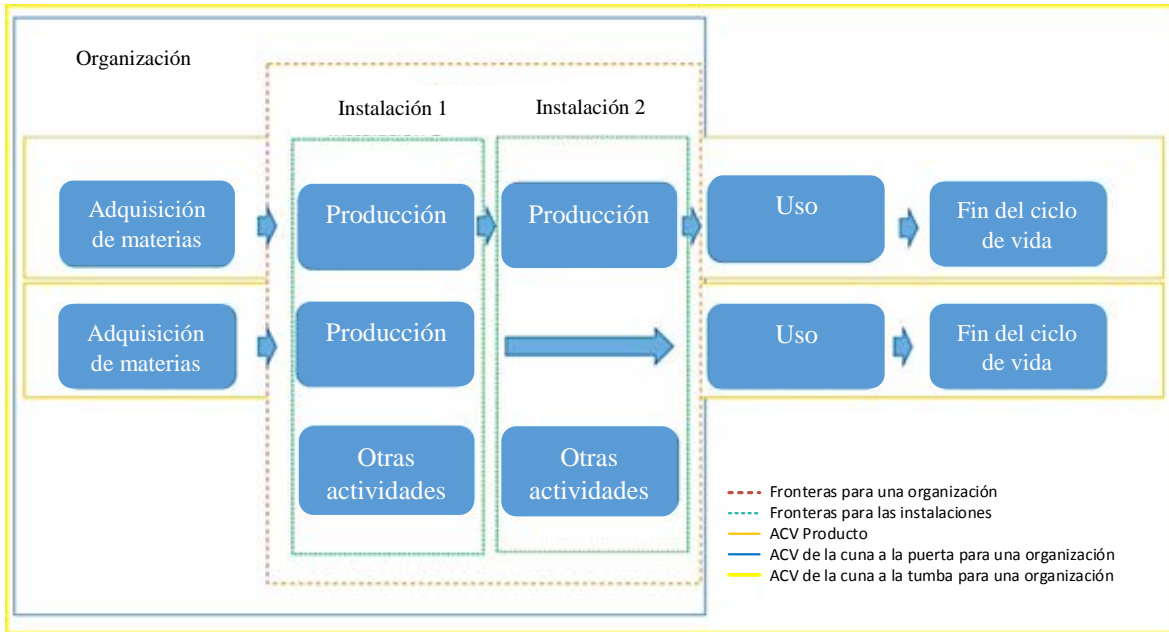 Organización
Instalación 1
Instalación 2
Adquisición
de materias
Producción
Producción
Uso
Fin del ciclo
de vida
Adquisición
de materias
Producción
Uso
Fin del ciclo
de vida
Otras
actividades
Otras
actividades
Fronteras para una organización
Fronteras para las instalaciones
ACV Producto
ACV de la cuna a la puerta para una organización
ACV de la cuna a la tumba para una organización